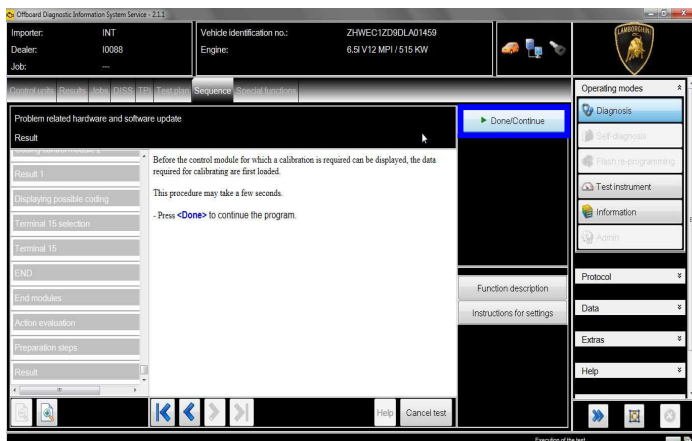 Offboard Diagnostic Information System Service - 2.1.1
Importer: INT
Dealer: I0088
Job: ---
Vehicle identification no.: ZHWEC1ZD9DLA01459
Engine: 6.5l V12 MPI / 515 KW
LAMBORGHINI
Control units Results Jobs DISS TPI Test plan Sequence Special functions
Problem related hardware and software update
Result
Result 1
Displaying possible coding
Terminal 15 selection
Terminal 15
END
End modules
Action evaluation
Preparation steps
Result
Before the control module for which a calibration is required can be displayed, the data
required for calibrating are first loaded.
This procedure may take a few seconds.
- Press <Done> to continue the program.
Done/Continue
Function description
Instructions for settings
Help
Cancel test
Operating modes
Diagnosis
Self-diagnosis
Flash re-programming
Test instrument
Information
Admin
Protocol
Data
Extras
Help
Execution of the test